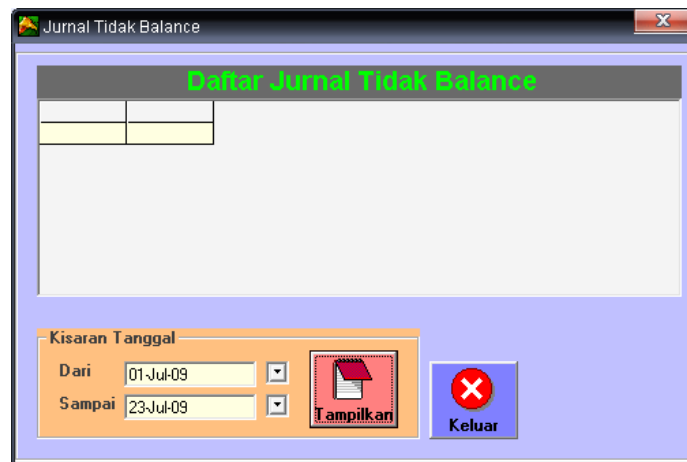 Jurnal Tidak Balance
Daftar Jurnal Tidak Balance
Kisaran Tanggal
Dari 01-Jul-09
Sampai 23-Jul-09
Tampilkan
Keluar